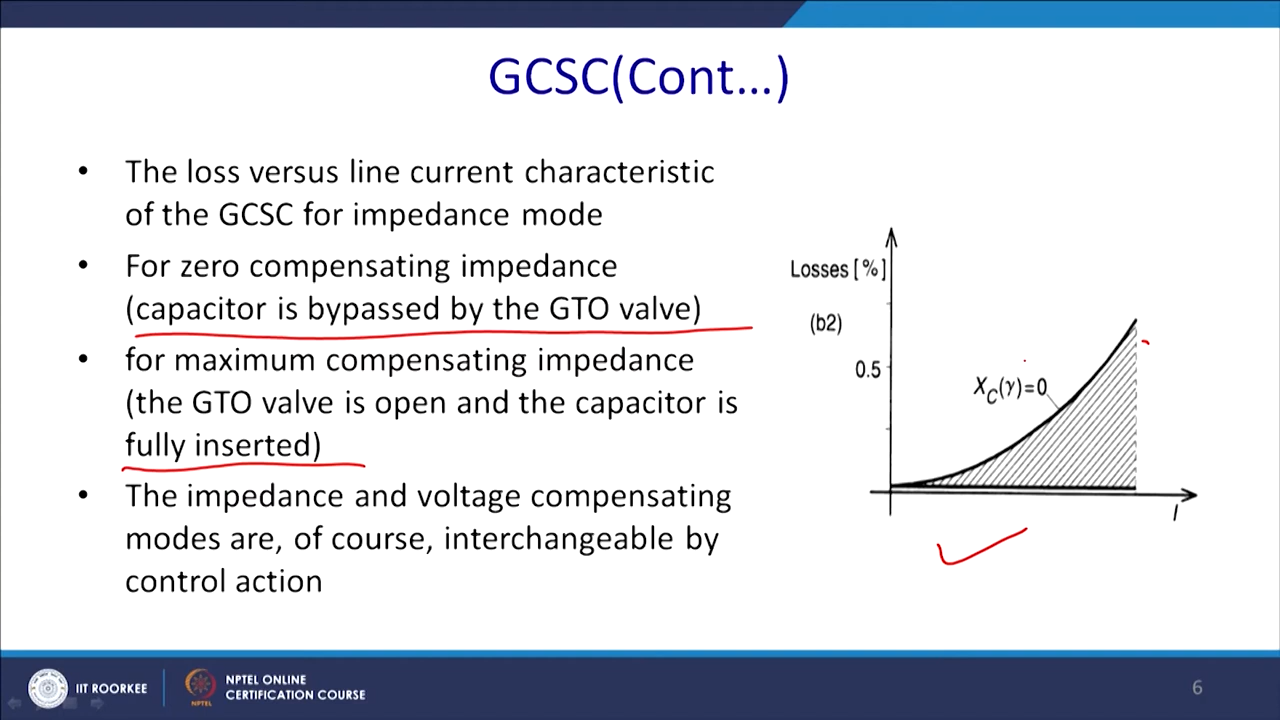 GCSC(Cont...)
• The loss versus line current characteristic
of the GCSC for impedance mode
• For zero compensating impedance
(capacitor is bypassed by the GTO valve)
• for maximum compensating impedance
(the GTO valve is open and the capacitor is
fully inserted)
• The impedance and voltage compensating
modes are, of course, interchangeable by
control action
Losses [%]
(b2)
0.5
X_C(γ)=0
I
IIT ROORKEE
NPTEL
NPTEL ONLINE
CERTIFICATION COURSE
6